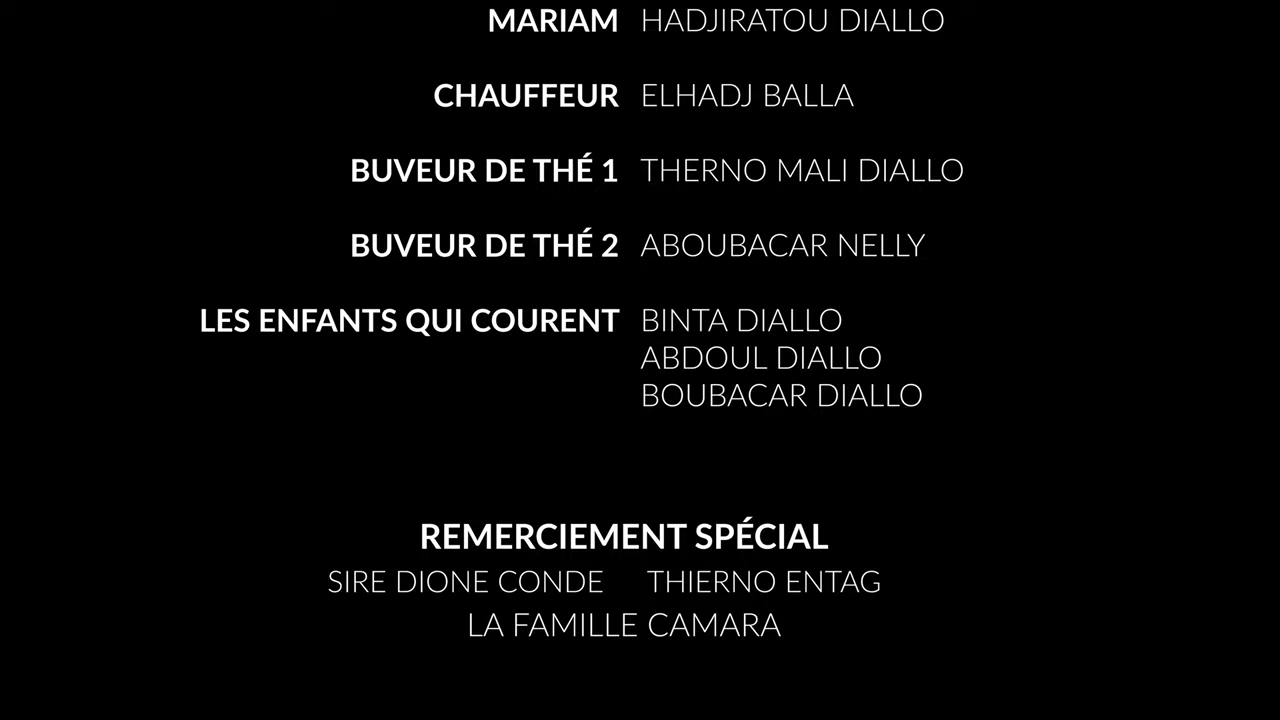 MARIAM HADJIRATOU DIALLO
CHAUFFEUR ELHADJ BALLA
BUVEUR DE THÉ 1 THERNO MALI DIALLO
BUVEUR DE THÉ 2 ABOUBACAR NELLY
LES ENFANTS QUI COURENT BINTA DIALLO
ABDOUL DIALLO
BOUBACAR DIALLO
REMERCIEMENT SPÉCIAL
SIRE DIONE CONDE THIERNO ENTAG
LA FAMILLE CAMARA